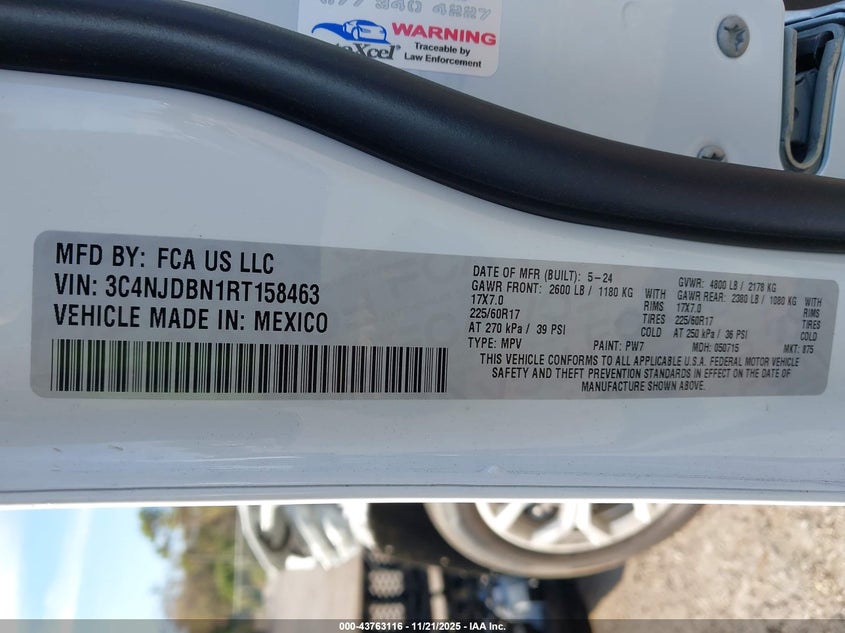 877 340 4227
WARNING
AutoXcel®
Traceable by
Law Enforcement
MFD BY: FCA US LLC
VIN: 3C4NJDBN1RT158463
VEHICLE MADE IN: MEXICO
DATE OF MFR (BUILT): 5-24
GVWR: 4800 LB / 2178 KG
GAWR FRONT: 2600 LB / 1180 KG WITH
GAWR REAR: 2380 LB / 1080 KG WITH
17X7.0 RIMS
17X7.0 RIMS
225/60R17 TIRES
225/60R17 TIRES
AT 270 kPa / 39 PSI COLD
AT 250 kPa / 36 PSI COLD
TYPE: MPV PAINT: PW7 MDH: 050715 MKT: 875
THIS VEHICLE CONFORMS TO ALL APPLICABLE U.S.A. FEDERAL MOTOR VEHICLE
SAFETY AND THEFT PREVENTION STANDARDS IN EFFECT ON THE DATE OF
MANUFACTURE SHOWN ABOVE.
000-43763116 - 11/21/2025 - IAA Inc.